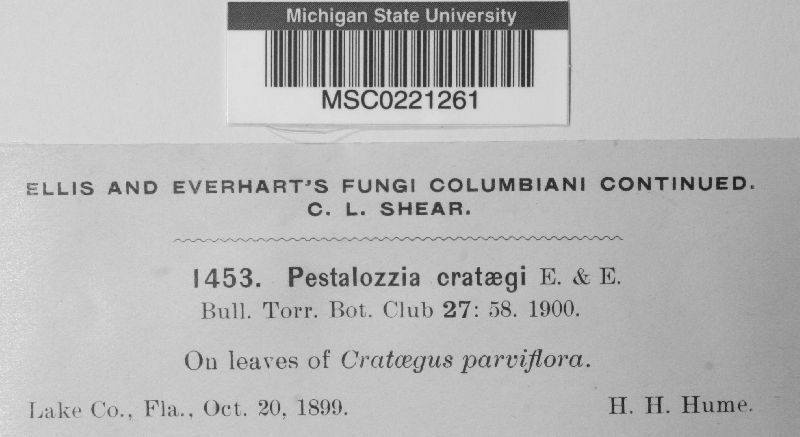 Michigan State University
MSC0221261
ELLIS AND EVERHART'S FUNGI COLUMBIANI CONTINUED.
C. L. SHEAR.
1453. Pestalozzia cratægi E. & E.
Bull. Torr. Bot. Club 27: 58. 1900.
On leaves of Cratægus parviflora.
Lake Co., Fla., Oct. 20, 1899. H. H. Hume.